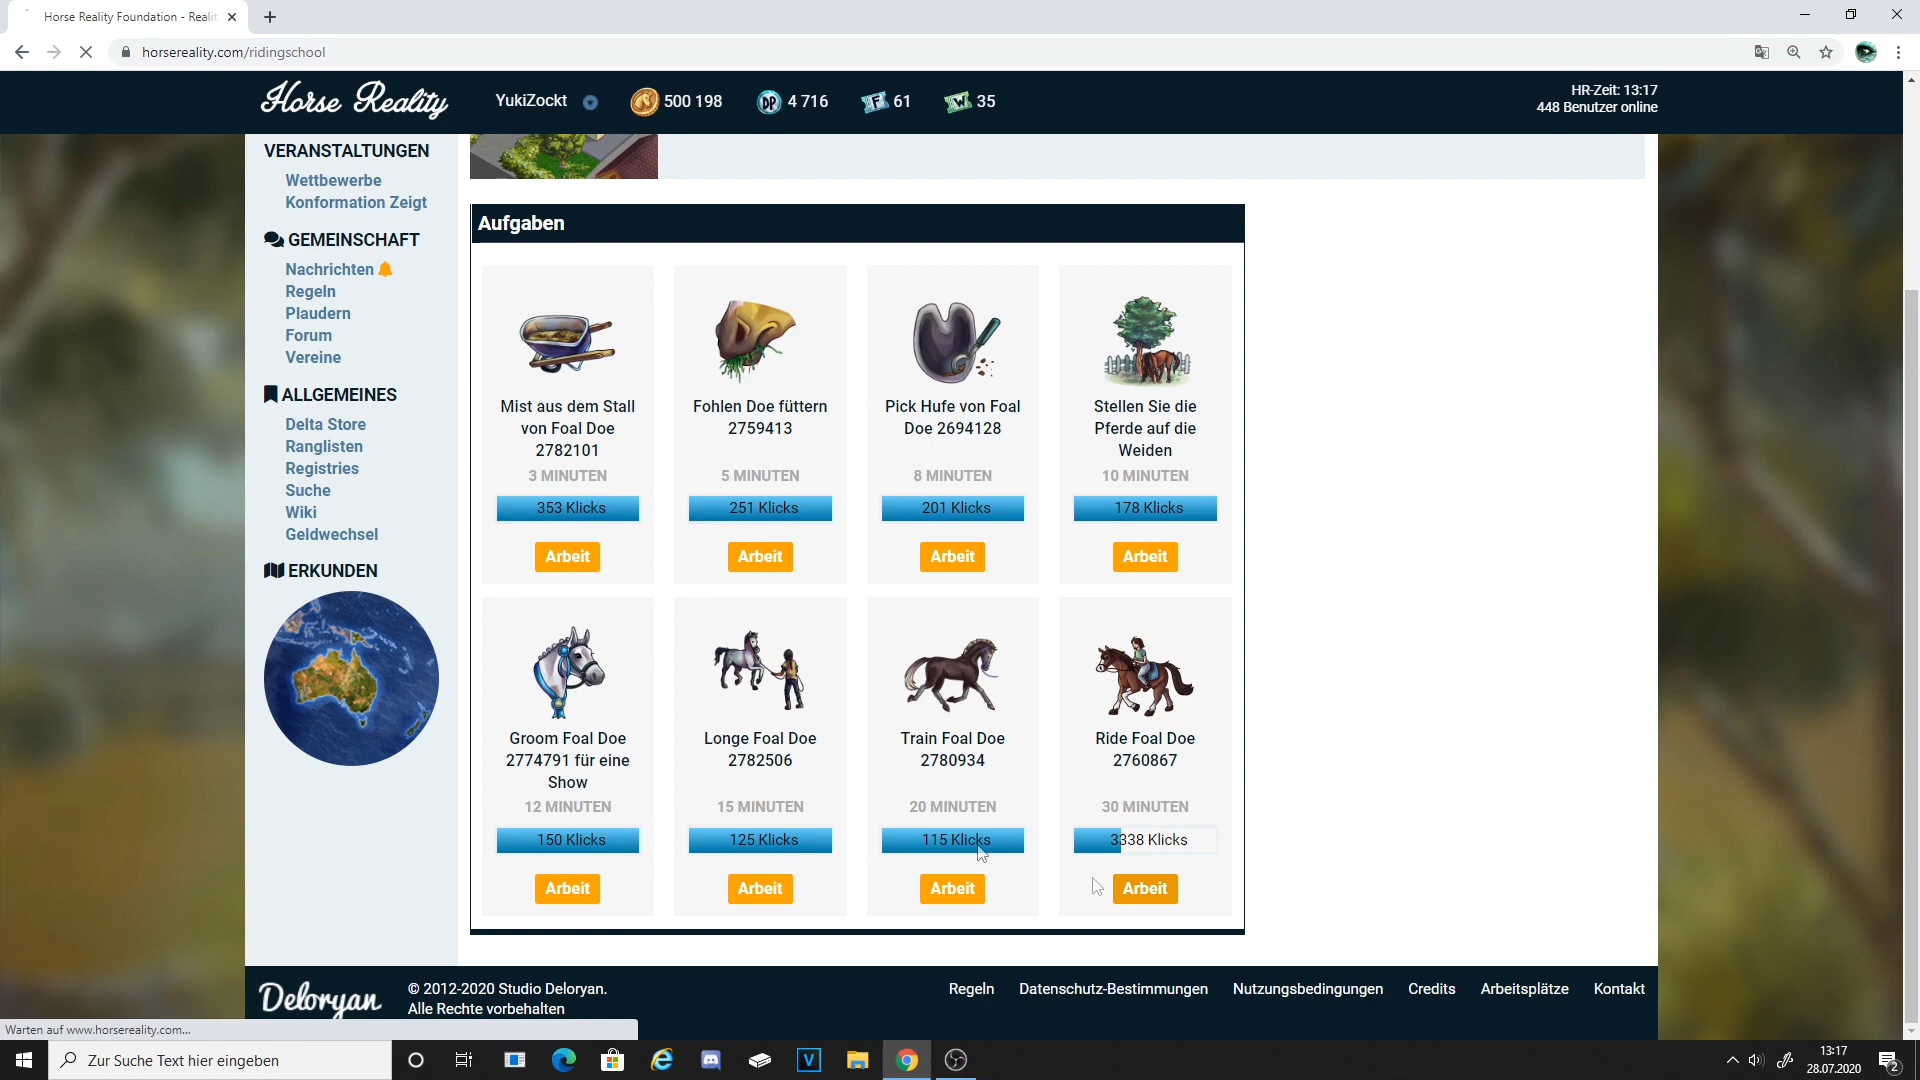 Horse Reality Foundation - Realit
horsereality.com/ridingschool
Horse Reality
YukiZockt
500 198
DP
4 716
F
61
W
35
HR-Zeit: 13:17
448 Benutzer online
VERANSTALTUNGEN
Wettbewerbe
Konformation Zeigt
GEMEINSCHAFT
Nachrichten
Regeln
Plaudern
Forum
Vereine
ALLGEMEINES
Delta Store
Ranglisten
Registries
Suche
Wiki
Geldwechsel
ERKUNDEN
Aufgaben
Mist aus dem Stall
von Foal Doe
2782101
3 MINUTEN
353 Klicks
Arbeit
Fohlen Doe füttern
2759413
5 MINUTEN
251 Klicks
Arbeit
Pick Hufe von Foal
Doe 2694128
8 MINUTEN
201 Klicks
Arbeit
Stellen Sie die
Pferde auf die
Weiden
10 MINUTEN
178 Klicks
Arbeit
Groom Foal Doe
2774791 für eine
Show
12 MINUTEN
150 Klicks
Arbeit
Longe Foal Doe
2782506
15 MINUTEN
125 Klicks
Arbeit
Train Foal Doe
2780934
20 MINUTEN
115 Klicks
Arbeit
Ride Foal Doe
2760867
30 MINUTEN
3338 Klicks
Arbeit
Deloryan
© 2012-2020 Studio Deloryan.
Alle Rechte vorbehalten
Regeln
Datenschutz-Bestimmungen
Nutzungsbedingungen
Credits
Arbeitsplätze
Kontakt
Warten auf www.horsereality.com...
Zur Suche Text hier eingeben
V
13:17
28.07.2020
2